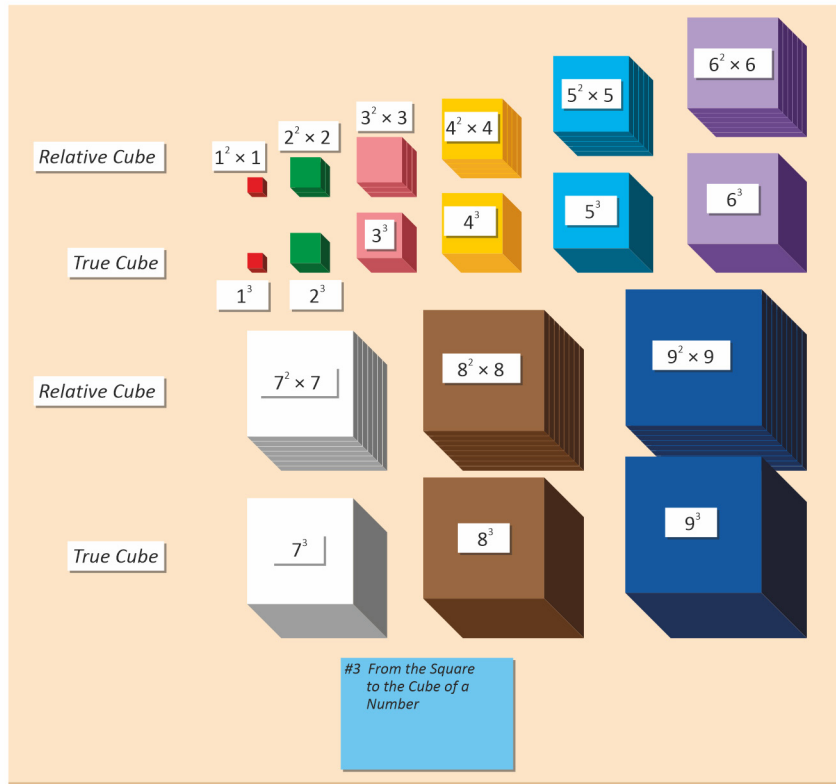 Relative Cube
1² × 1
2² × 2
3² × 3
4² × 4
5² × 5
6² × 6
True Cube
1³
2³
3³
4³
5³
6³
Relative Cube
7² × 7
8² × 8
9² × 9
True Cube
7³
8³
9³
#3 From the Square
to the Cube of a
Number